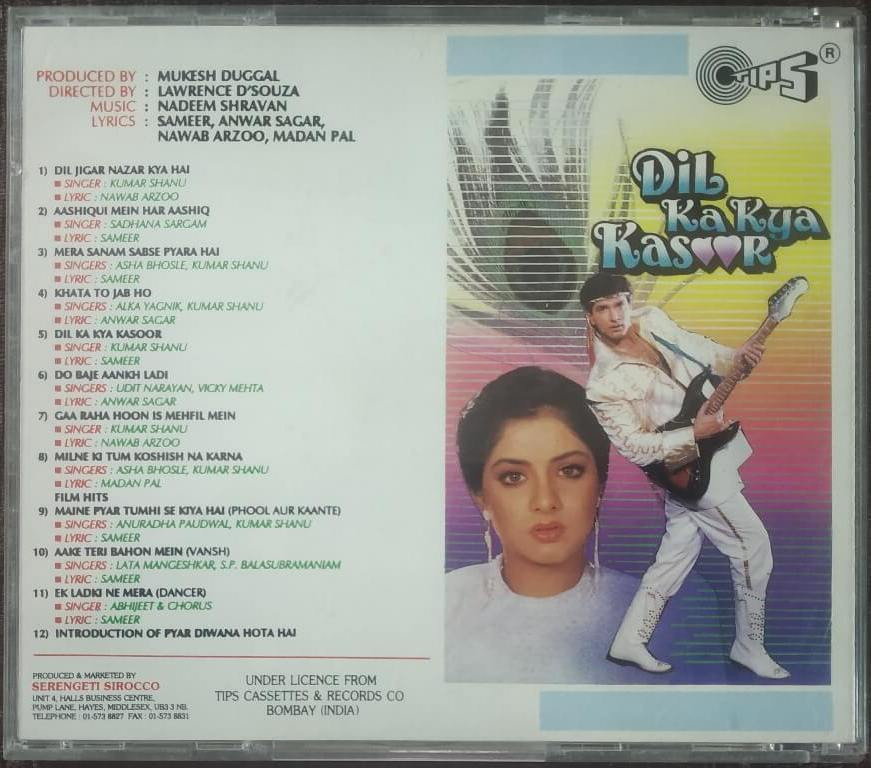 PRODUCED BY : MUKESH DUGGAL
DIRECTED BY : LAWRENCE D'SOUZA
MUSIC : NADEEM SHRAVAN
LYRICS : SAMEER, ANWAR SAGAR,
NAWAB ARZOO, MADAN PAL
1) DIL JIGAR NAZAR KYA HAI
SINGER : KUMAR SHANU
LYRIC : NAWAB ARZOO
2) AASHIQUI MEIN HAR AASHIQ
SINGER : SADHANA SARGAM
LYRIC : SAMEER
3) MERA SANAM SABSE PYARA HAI
SINGERS : ASHA BHOSLE, KUMAR SHANU
LYRIC : SAMEER
4) KHATA TO JAB HO
SINGERS : ALKA YAGNIK, KUMAR SHANU
LYRIC : ANWAR SAGAR
5) DIL KA KYA KASOOR
SINGER : KUMAR SHANU
LYRIC : SAMEER
6) DO BAJE AANKH LADI
SINGERS : UDIT NARAYAN, VICKY MEHTA
LYRIC : ANWAR SAGAR
7) GAA RAHA HOON IS MEHFIL MEIN
SINGER : KUMAR SHANU
LYRIC : NAWAB ARZOO
8) MILNE KI TUM KOSHISH NA KARNA
SINGERS : ASHA BHOSLE, KUMAR SHANU
LYRIC : MADAN PAL
FILM HITS
9) MAINE PYAR TUMHI SE KIYA HAI (PHOOL AUR KAANTE)
SINGERS : ANURADHA PAUDWAL, KUMAR SHANU
LYRIC : SAMEER
10) AAKE TERI BAHON MEIN (VANSH)
SINGERS : LATA MANGESHKAR, S.P. BALASUBRAMANIAM
LYRIC : SAMEER
11) EK LADKI NE MERA (DANCER)
SINGER : ABHIJEET & CHORUS
LYRIC : SAMEER
12) INTRODUCTION OF PYAR DIWANA HOTA HAI
PRODUCED & MARKETED BY
SERENGETI SIROCCO
UNIT 4, HALLS BUSINESS CENTRE,
PUMP LANE, HAYES, MIDDLESEX, UB3 3 NB.
TELEPHONE : 01-573 8827 FAX : 01-573 8831
UNDER LICENCE FROM
TIPS CASSETTES & RECORDS CO
BOMBAY (INDIA)
TIPS ®
Dil
Ka Kya
Kasoor